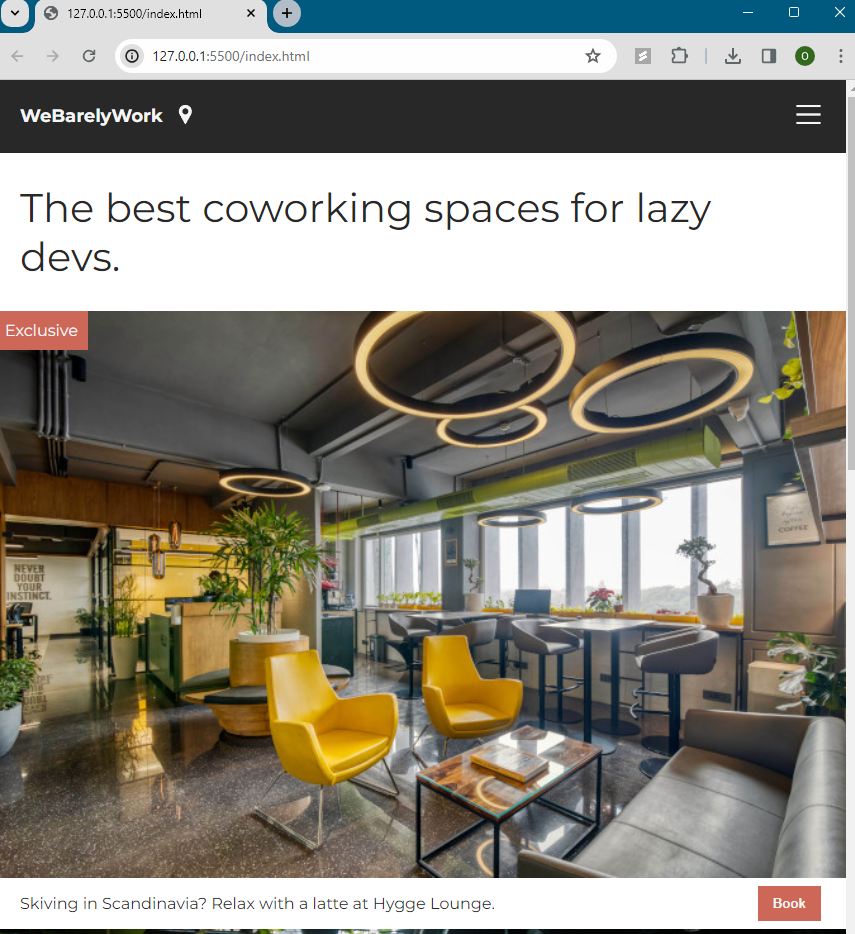 127.0.0.1:5500/index.html
127.0.0.1:5500/index.html
O
WeBarelyWork
The best coworking spaces for lazy
devs.
Exclusive
COFFEE
NEVER
DOUBT
YOUR
INSTINCT.
Skiving in Scandinavia? Relax with a latte at Hygge Lounge.
Book